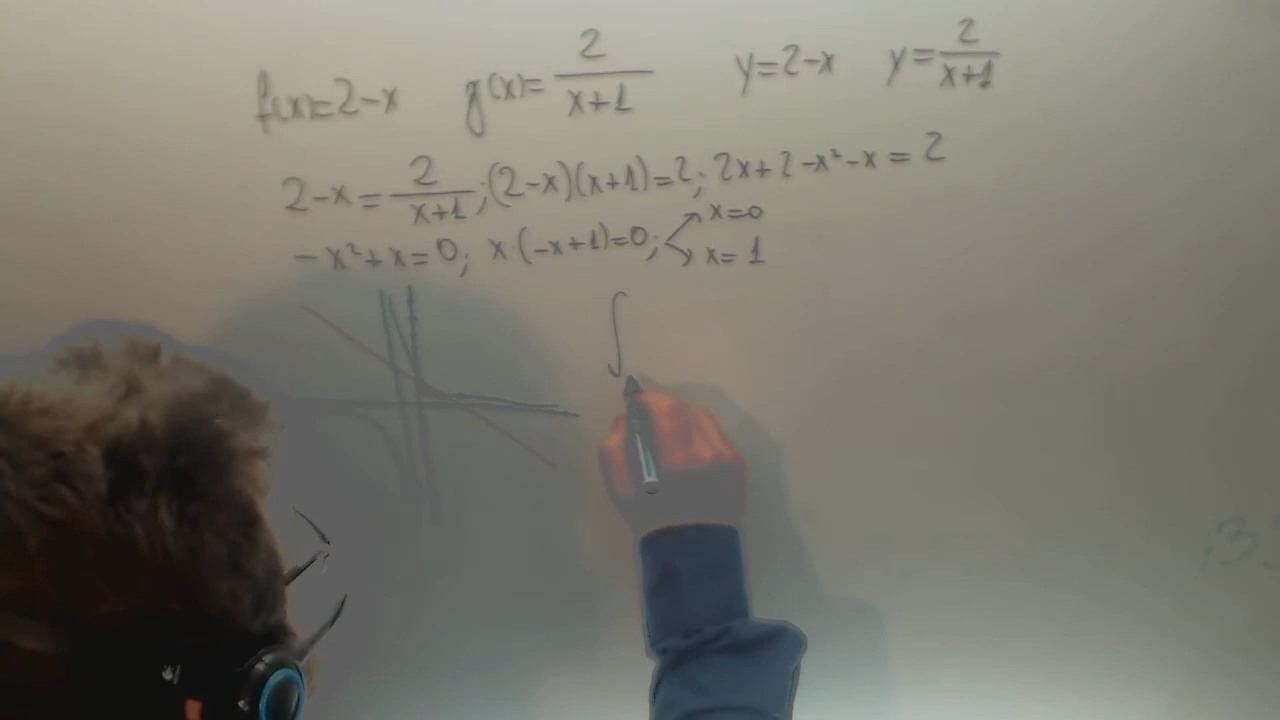 f(x)=2-x g(x)=2/(x+1) y=2-x y=2/(x+1)
2-x=2/(x+1); (2-x)(x+1)=2; 2x+2-x²-x=2
-x²+x=0; x·(-x+1)=0; x=0
x=1
∫